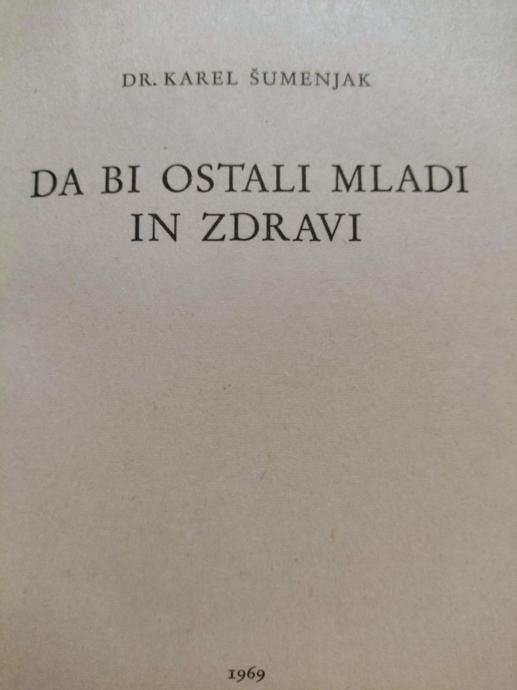 DR. KAREL ŠUMENJAK
DA BI OSTALI MLADI
IN ZDRAVI
1969